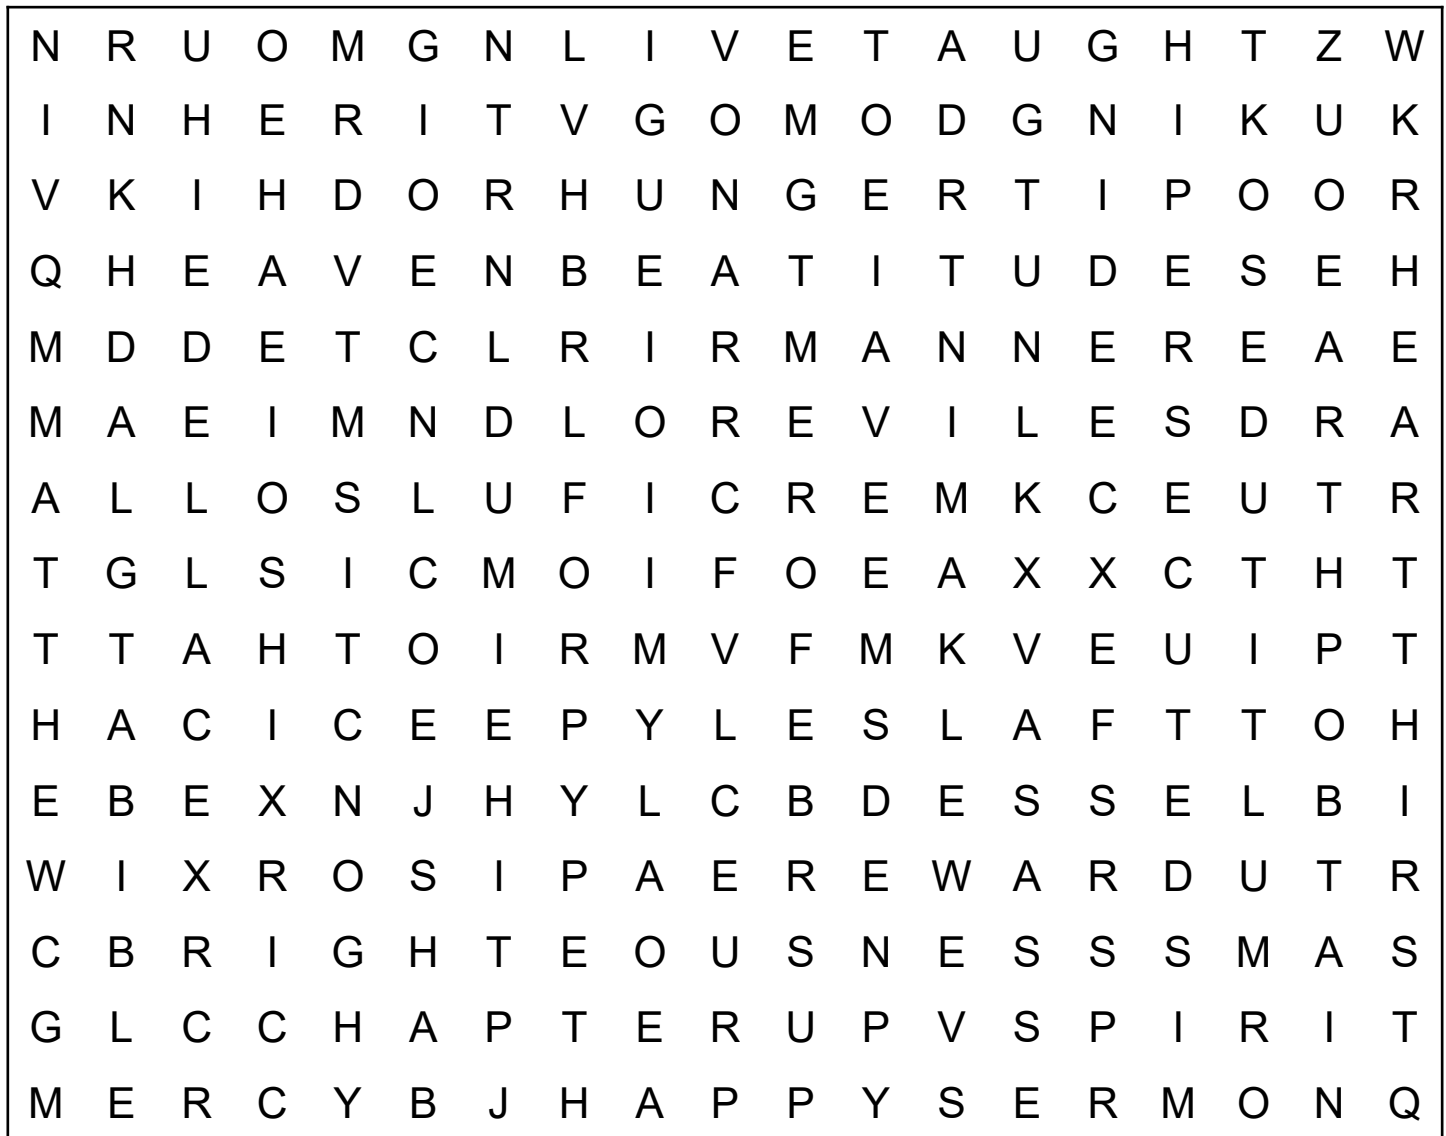 N R U O M G N L I V E T A U G H T Z W
I N H E R I T V G O M O D G N I K U K
V K I H D O R H U N G E R T I P O O R
Q H E A V E N B E A T I T U D E S E H
M D D E T C L R I R M A N N E R E A E
M A E I M N D L O R E V I L E S D R A
A L L O S L U F I C R E M K C E U T R
T G L S I C M O I F O E A X X C T H T
T T A H T O I R M V F M K V E U I P T
H A C I C E E P Y L E S L A F T T O H
E B E X N J H Y L C B D E S S E L B I
W I X R O S I P A E R E W A R D U T R
C B R I G H T E O U S N E S S S M A S
G L C C H A P T E R U P V S P I R I T
M E R C Y B J H A P P Y S E R M O N Q